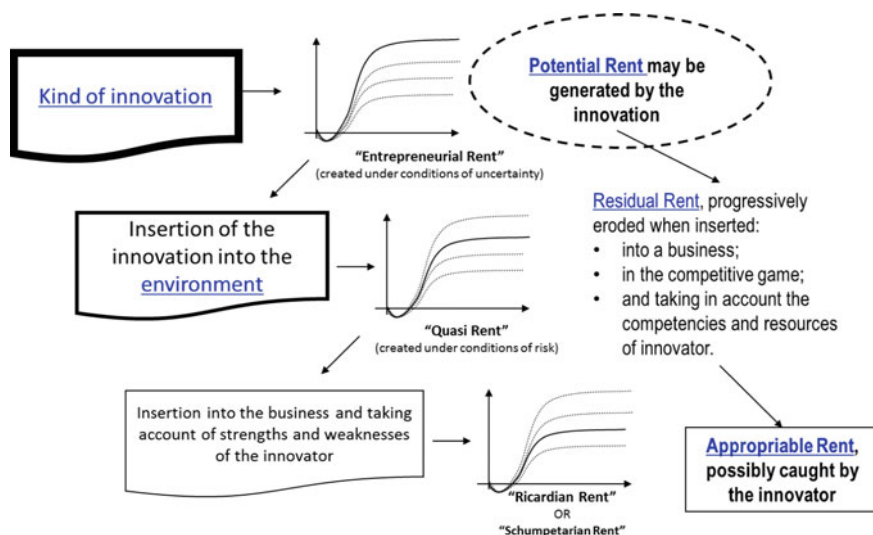 Kind of innovation
"Entrepreneurial Rent"
(created under conditions of uncertainty)
Potential Rent may be
generated by the
innovation
Insertion of the
innovation into the
environment
"Quasi Rent"
(created under conditions of risk)
Residual Rent, progressively
eroded when inserted:
• into a business;
• in the competitive game;
• and taking in account the
competencies and resources
of innovator.
Insertion into the business and taking
account of strengths and weaknesses
of the innovator
"Ricardian Rent"
OR
"Schumpetarian Rent"
Appropriable Rent,
possibly caught by
the innovator